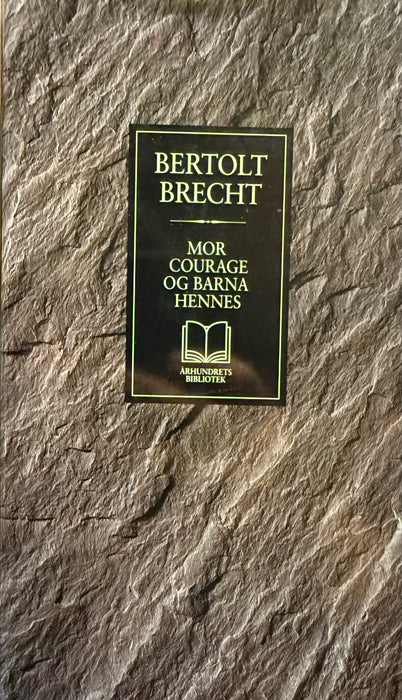 BERTOLT
BRECHT
MOR
COURAGE
OG BARNA
HENNES
ÅRHUNDRETS
BIBLIOTEK